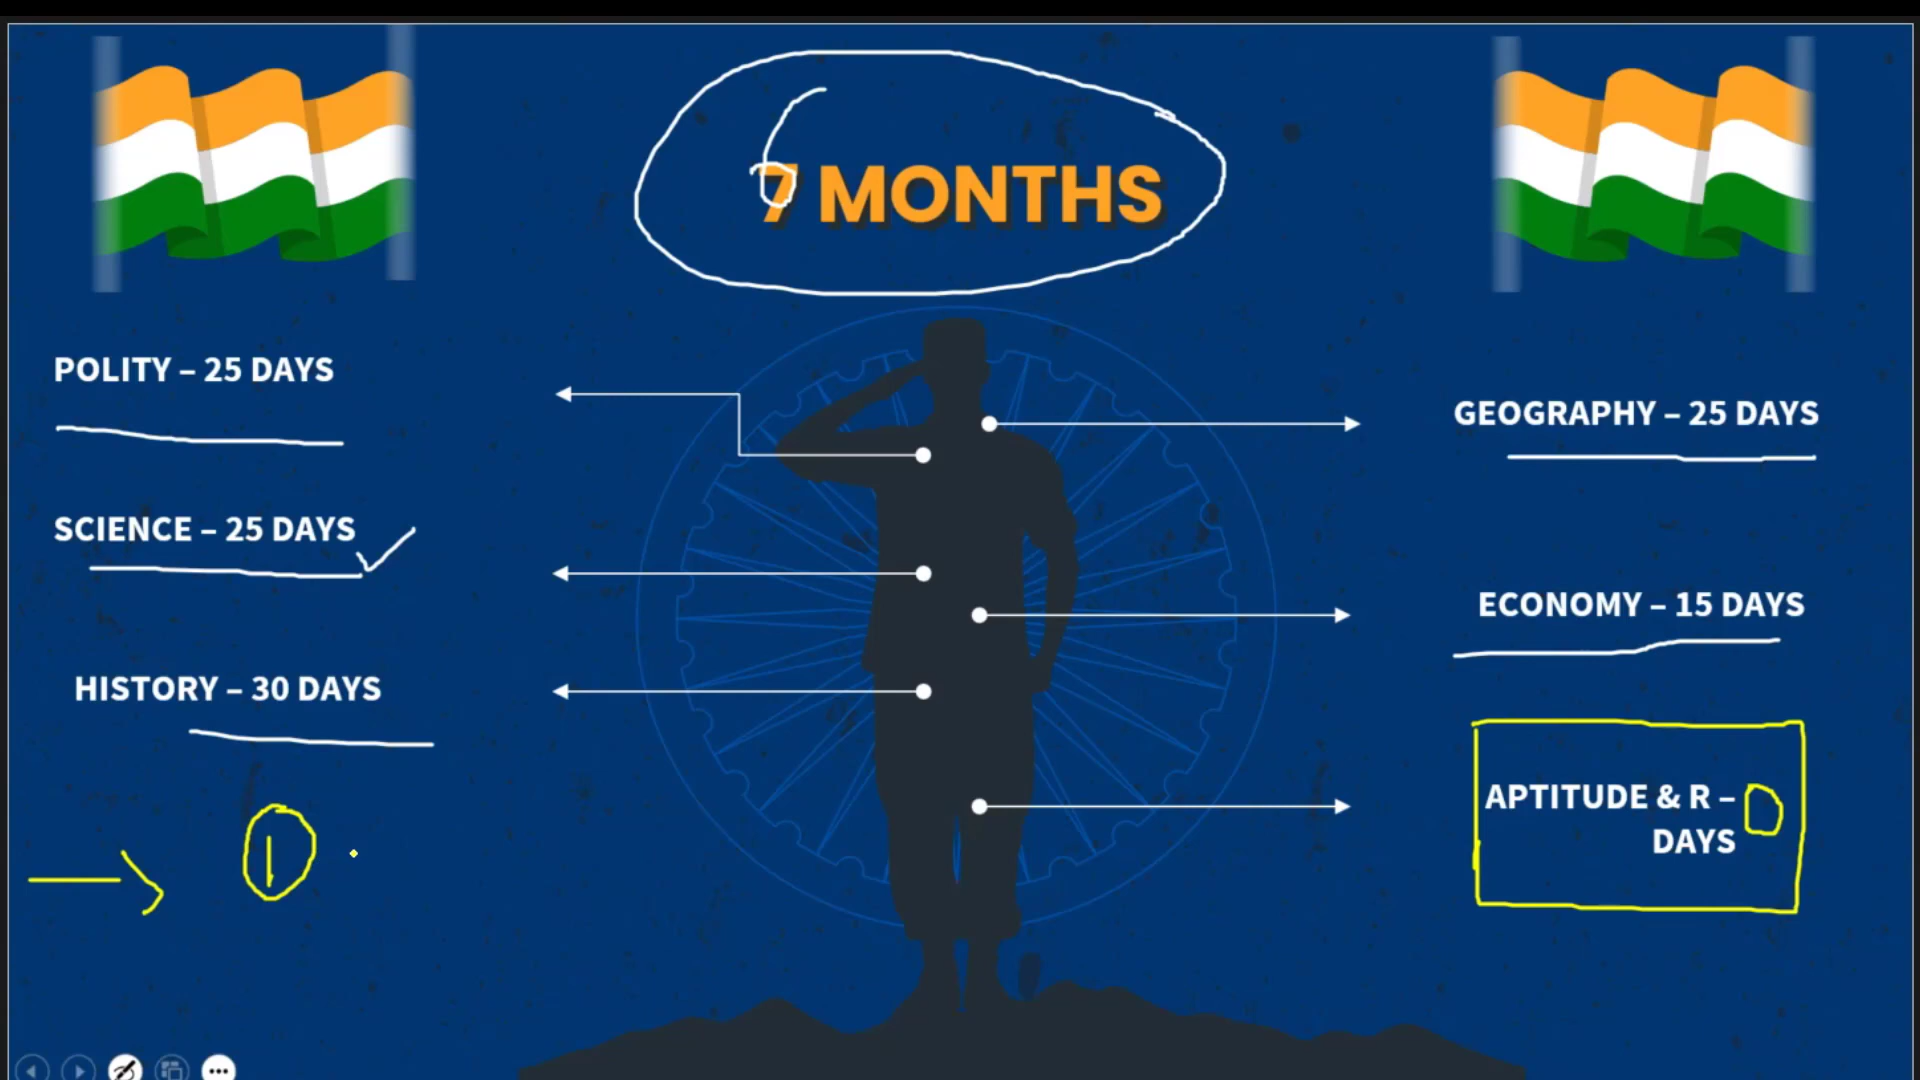 7 MONTHS
POLITY – 25 DAYS
SCIENCE – 25 DAYS
HISTORY – 30 DAYS
1
GEOGRAPHY – 25 DAYS
ECONOMY – 15 DAYS
APTITUDE & R –
DAYS